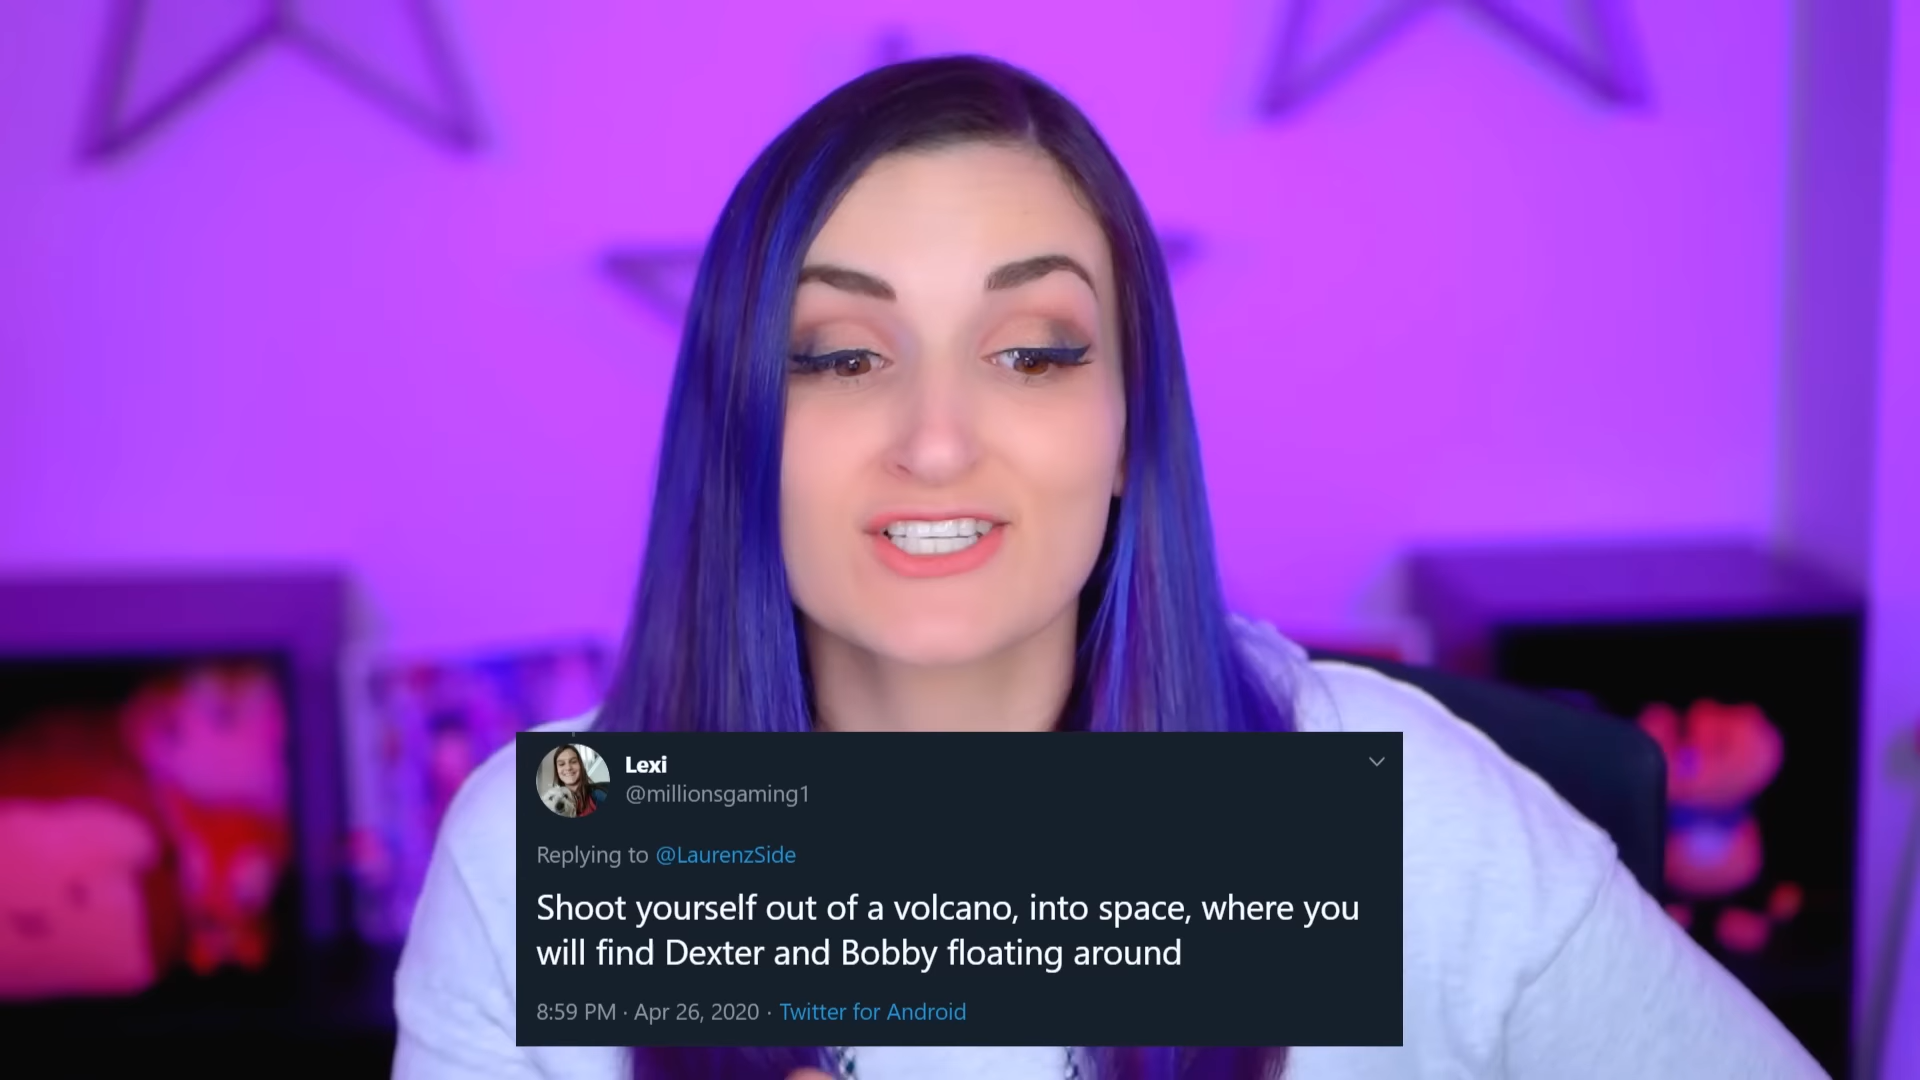 Lexi
@millionsgaming1
Replying to @LaurenzSide
Shoot yourself out of a volcano, into space, where you
will find Dexter and Bobby floating around
8:59 PM · Apr 26, 2020 · Twitter for Android